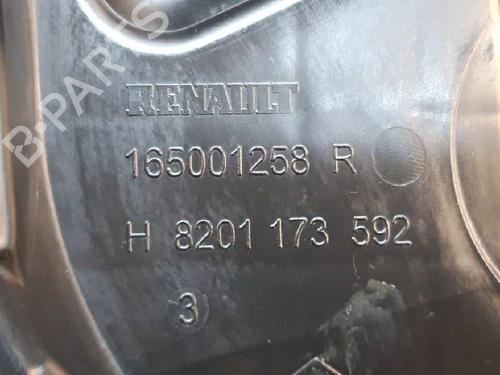 B-PARTS
RENAULT
165001258 R
H 8201 173 592
3